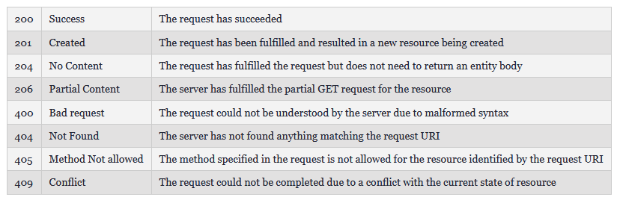 200 Success The request has succeeded
201 Created The request has been fulfilled and resulted in a new resource being created
204 No Content The request has fulfilled the request but does not need to return an entity body
206 Partial Content The server has fulfilled the partial GET request for the resource
400 Bad request The request could not be understood by the server due to malformed syntax
404 Not Found The server has not found anything matching the request URI
405 Method Not allowed The method specified in the request is not allowed for the resource identified by the request URI
409 Conflict The request could not be completed due to a conflict with the current state of resource